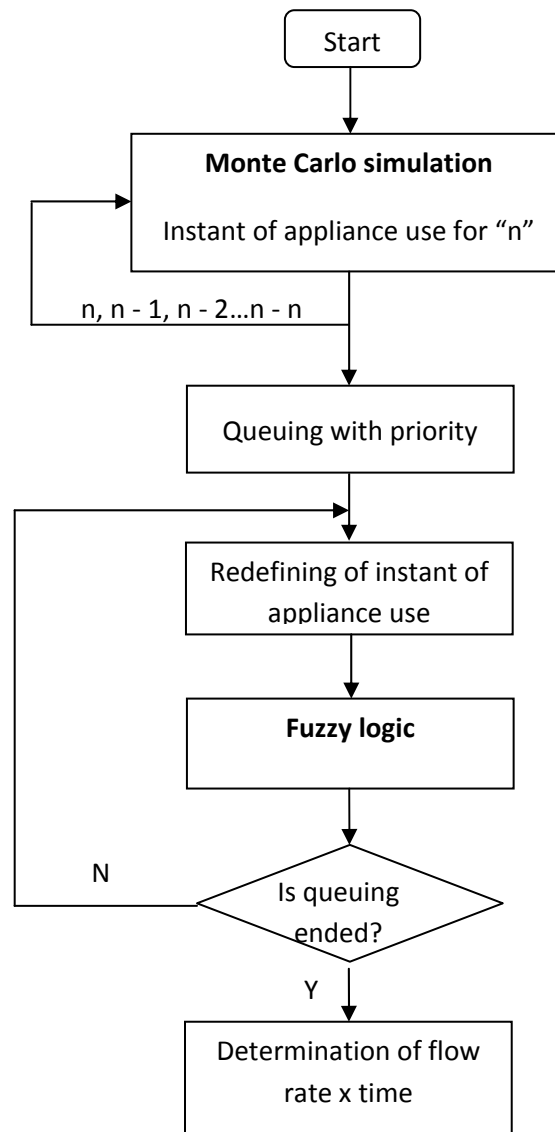 Start
Monte Carlo simulation
Instant of appliance use for “n”
n, n - 1, n - 2…n - n
Queuing with priority
Redefining of instant of
appliance use
Fuzzy logic
N
Is queuing
ended?
Y
Determination of flow
rate x time